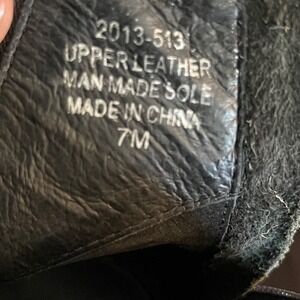 2013-513
UPPER LEATHER
MAN MADE SOLE
MADE IN CHINA
7M